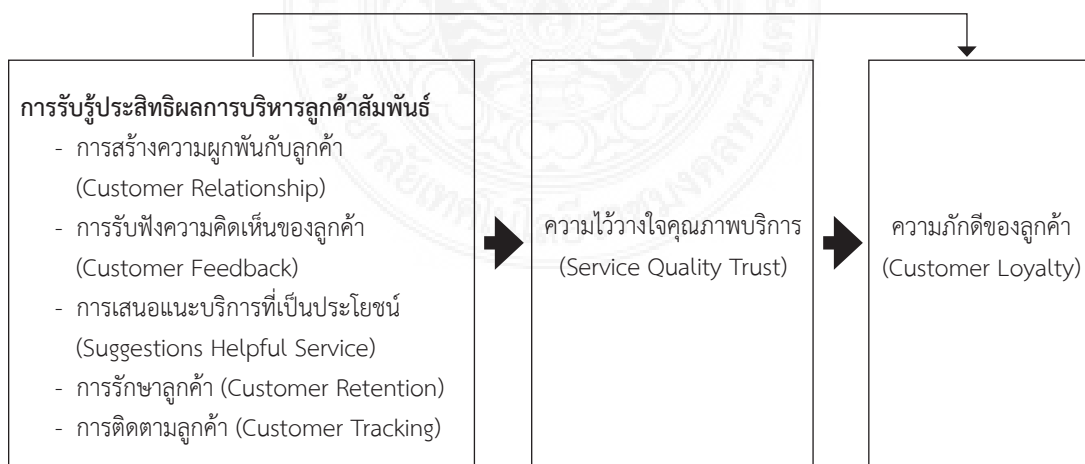 การรับรู้ประสิทธิผลการบริหารลูกค้าสัมพันธ์
- การสร้างความผูกพันกับลูกค้า
(Customer Relationship)
- การรับฟังความคิดเห็นของลูกค้า
(Customer Feedback)
- การเสนอแนะบริการที่เป็นประโยชน์
(Suggestions Helpful Service)
- การรักษาลูกค้า (Customer Retention)
- การติดตามลูกค้า (Customer Tracking)
ความไว้วางใจคุณภาพบริการ
(Service Quality Trust)
ความภักดีของลูกค้า
(Customer Loyalty)